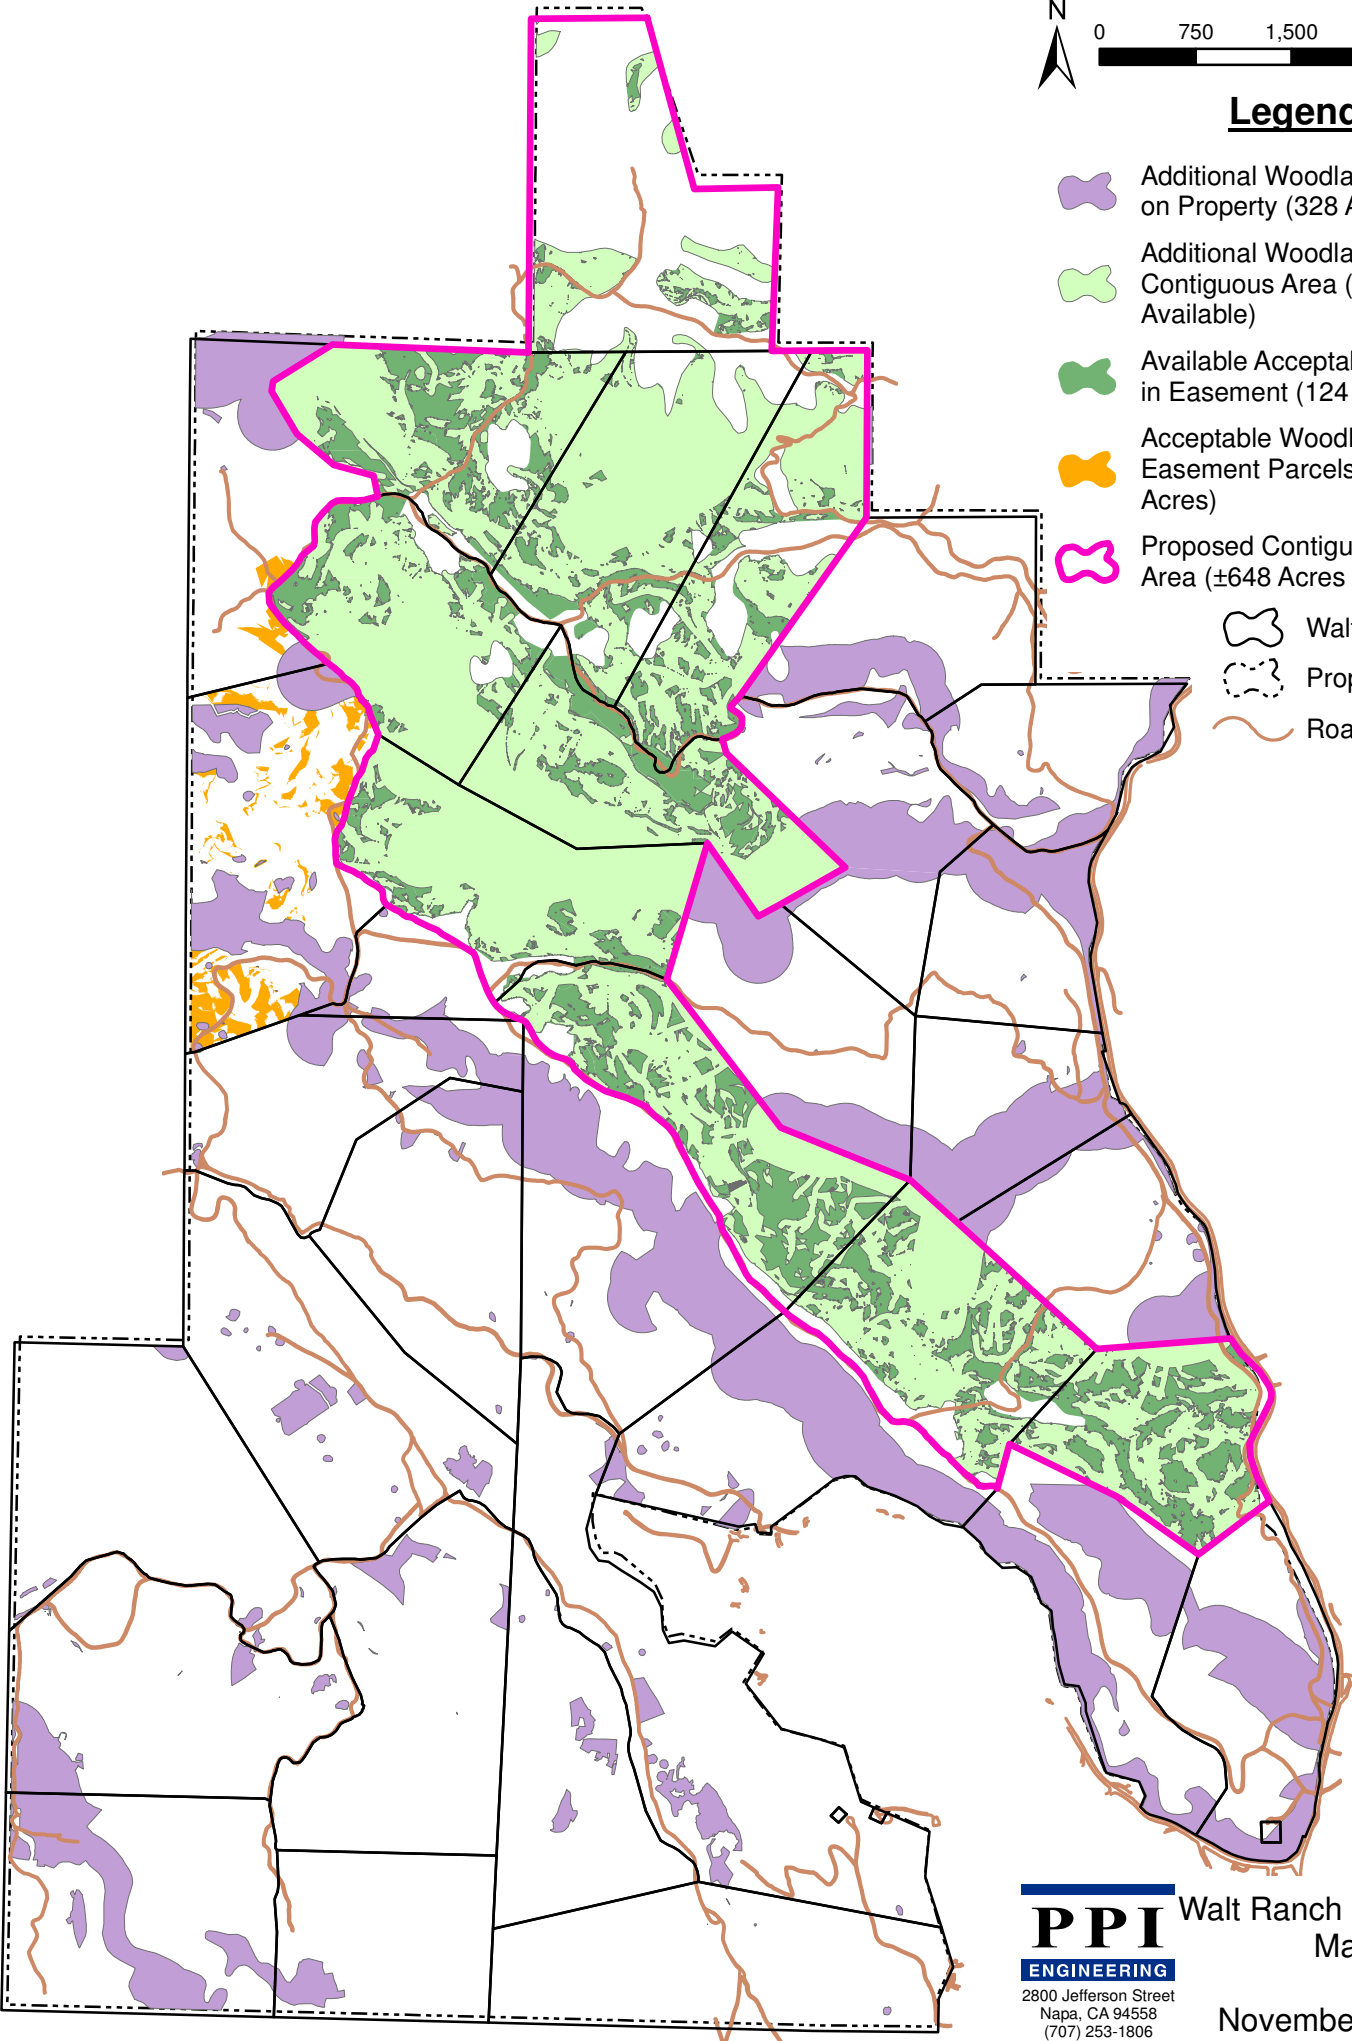 N
0 750 1,500
Legend
Additional Woodla
on Property (328 A
Additional Woodla
Contiguous Area (
Available)
Available Acceptal
in Easement (124
Acceptable Woodl
Easement Parcels
Acres)
Proposed Contigu
Area (±648 Acres
Walt
Prop
Roa
PPI
ENGINEERING
2800 Jefferson Street
Napa, CA 94558
(707) 253-1806
Walt Ranch
Ma
Novembe